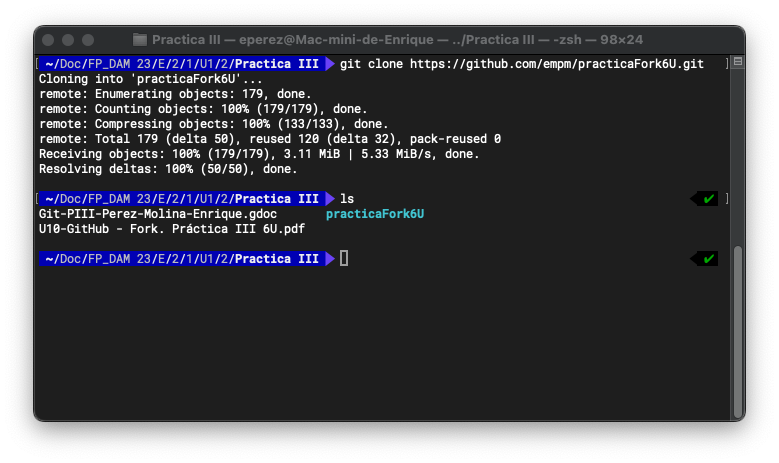 Practica III — eperez@Mac-mini-de-Enrique — ../Practica III — -zsh — 98×24
[ ~/Doc/FP_DAM 23/E/2/1/U1/2/Practica III git clone https://github.com/empm/practicaFork6U.git ]
Cloning into 'practicaFork6U'...
remote: Enumerating objects: 179, done.
remote: Counting objects: 100% (179/179), done.
remote: Compressing objects: 100% (133/133), done.
remote: Total 179 (delta 50), reused 120 (delta 32), pack-reused 0
Receiving objects: 100% (179/179), 3.11 MiB | 5.33 MiB/s, done.
Resolving deltas: 100% (50/50), done.
[ ~/Doc/FP_DAM 23/E/2/1/U1/2/Practica III ls ✔ ]
Git-PIII-Perez-Molina-Enrique.gdoc practicaFork6U
U10-GitHub - Fork. Práctica III 6U.pdf
~/Doc/FP_DAM 23/E/2/1/U1/2/Practica III ✔